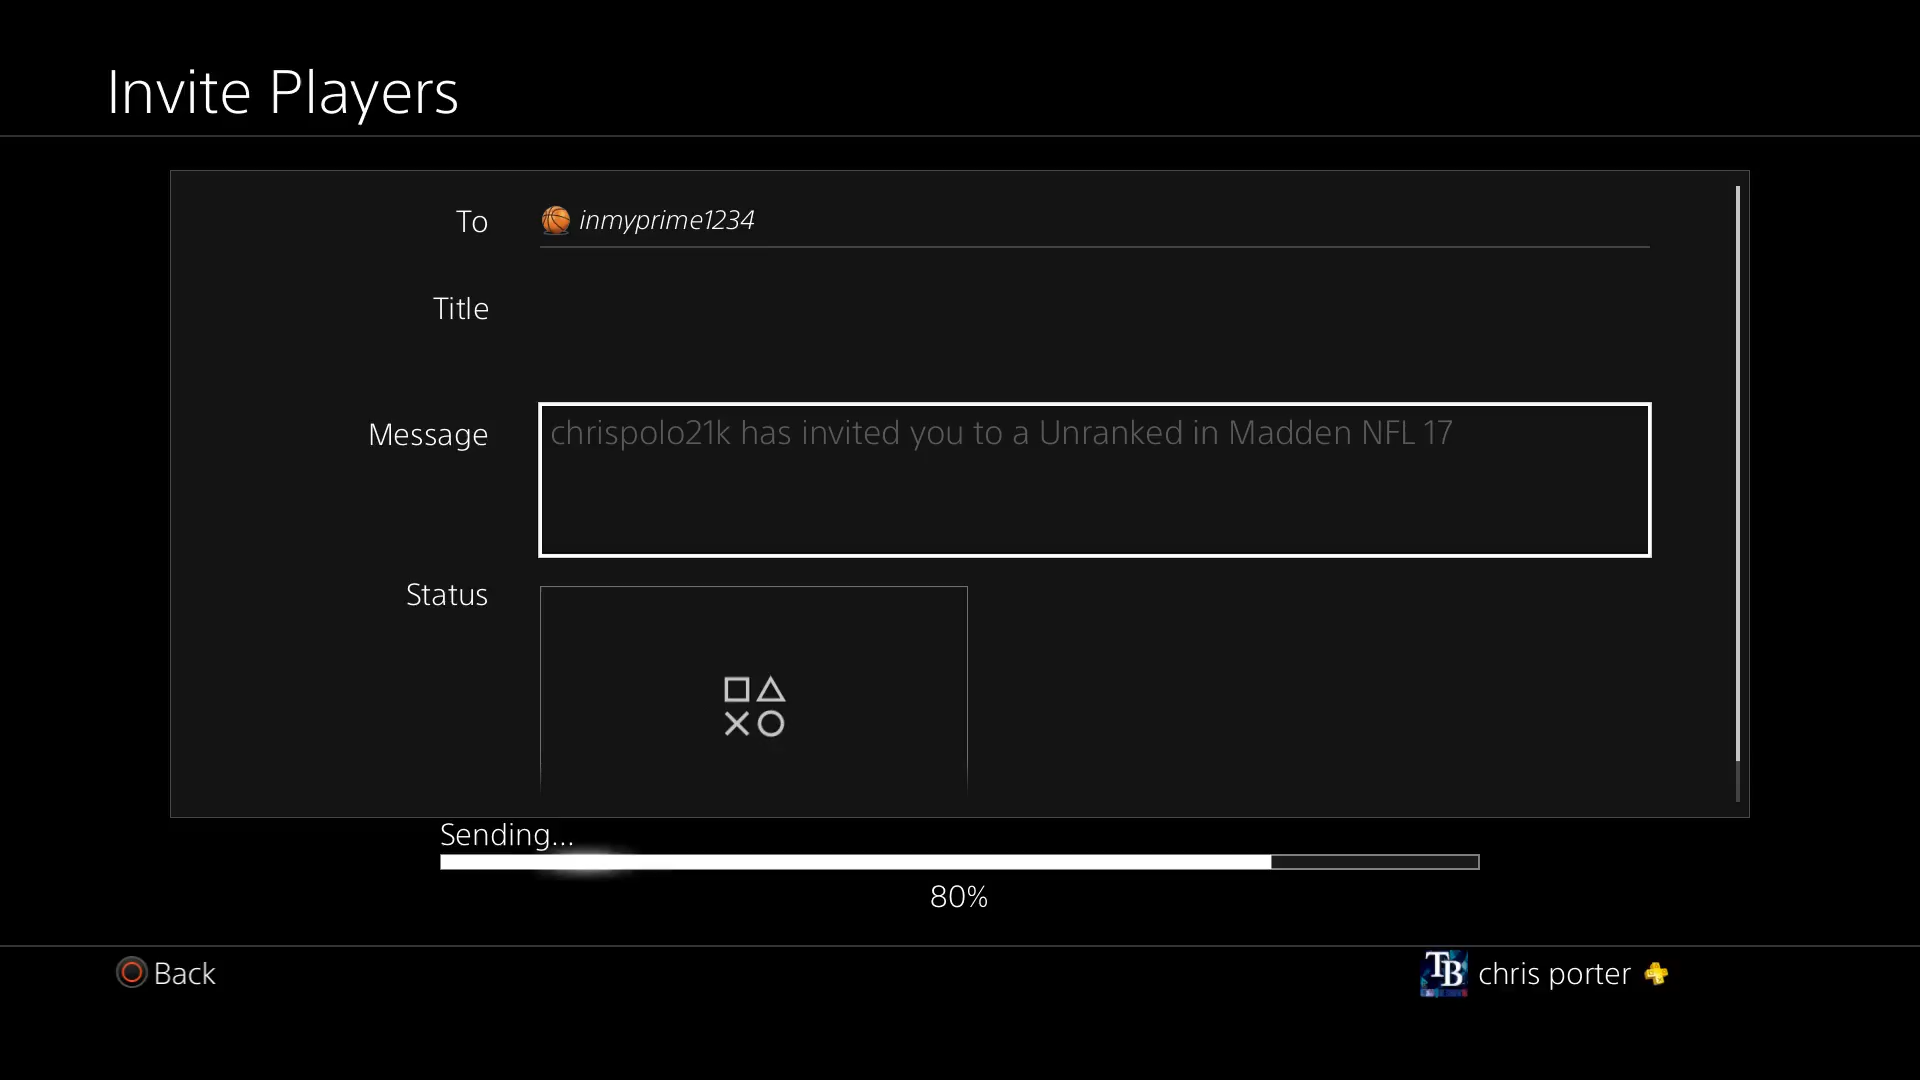 Invite Players
To
inmyprime1234
Title
Message
chrispolo21k has invited you to a Unranked in Madden NFL 17
Status
Sending...
80%
Back
TB
chris porter